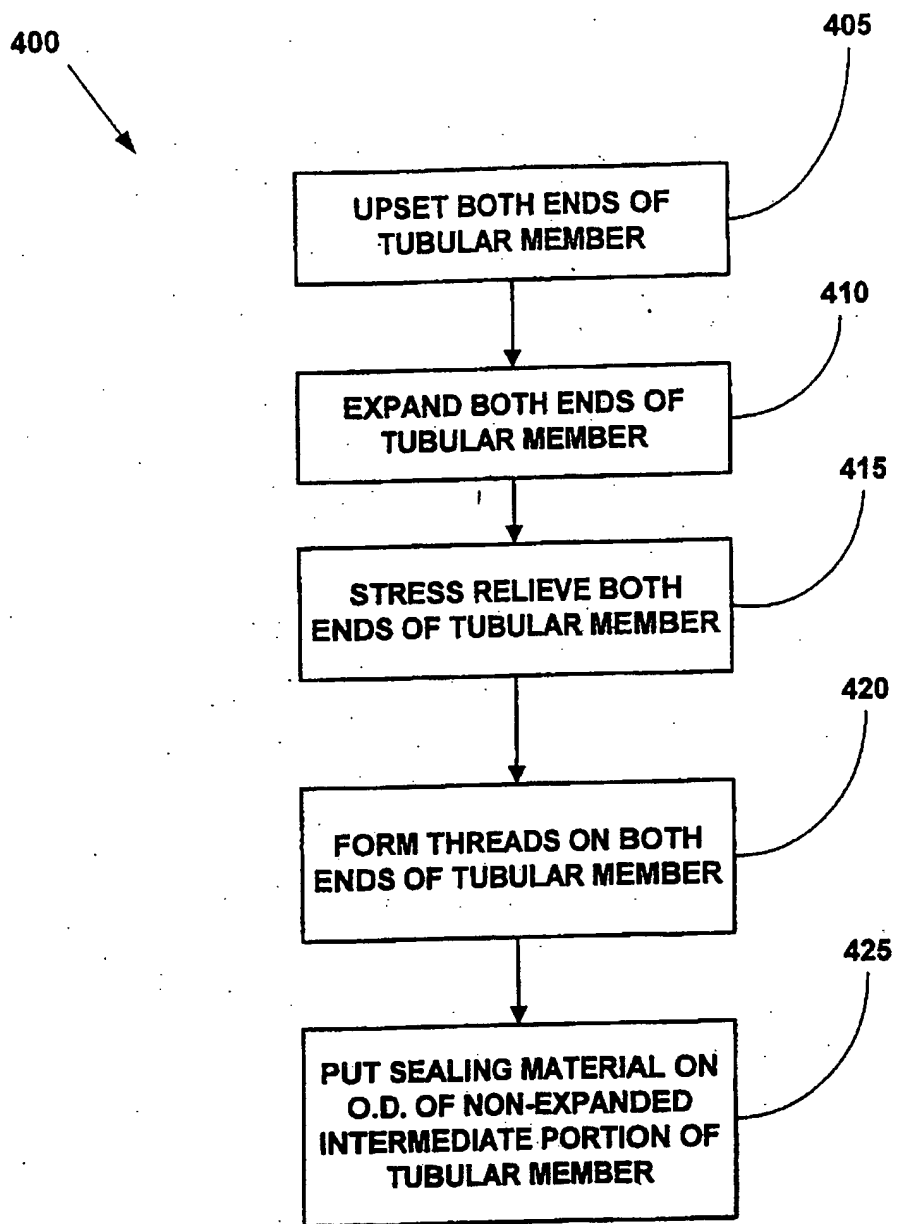 400
405
UPSET BOTH ENDS OF
TUBULAR MEMBER
410
EXPAND BOTH ENDS OF
TUBULAR MEMBER
415
STRESS RELIEVE BOTH
ENDS OF TUBULAR MEMBER
420
FORM THREADS ON BOTH
ENDS OF TUBULAR MEMBER
425
PUT SEALING MATERIAL ON
O.D. OF NON-EXPANDED
INTERMEDIATE PORTION OF
TUBULAR MEMBER